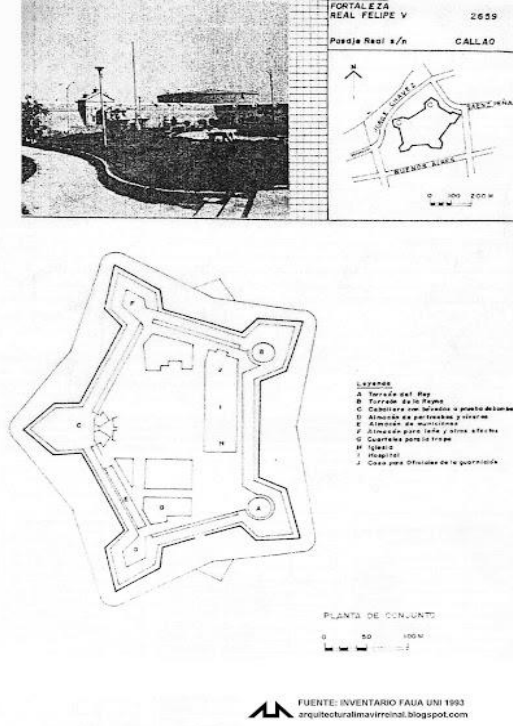 FORTALEZA
REAL FELIPE V 2659
Pasaje Real s/n CALLAO
N
JORGE CHAVEZ
SAENZ PEÑA
BUENOS AIRES
0 100 200 M
F
B
J
I
C
H
E
G
A
D
Leyenda
A Torreón del Rey
B Torreón de la Reyna
C Caballero con bóvedas a prueba de bombas
D Almacén de pertrechos y víveres
E Almacén de municiones
F Almacén para leña y otros efectos
G Cuarteles para la tropa
H Iglesia
I Hospital
J Casa para Oficiales de la guarnición
PLANTA DE CONJUNTO
0 50 100 M
FUENTE: INVENTARIO FAUA UNI 1993
arquitecturalimavirreinal.blogspot.com